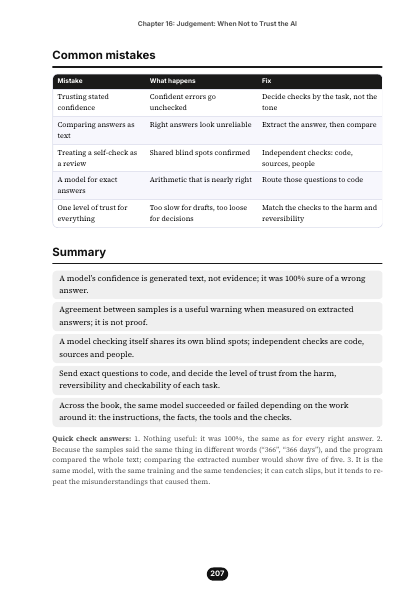 Chapter 16: Judgement: When Not to Trust the AI
Common mistakes
Mistake What happens Fix
Trusting stated confidence Confident errors go unchecked Decide checks by the task, not the tone
Comparing answers as text Right answers look unreliable Extract the answer, then compare
Treating a self-check as a review Shared blind spots confirmed Independent checks: code, sources, people
A model for exact answers Arithmetic that is nearly right Route those questions to code
One level of trust for everything Too slow for drafts, too loose for decisions Match the checks to the harm and reversibility
Summary
A model's confidence is generated text, not evidence; it was 100% sure of a wrong
answer.
Agreement between samples is a useful warning when measured on extracted
answers; it is not proof.
A model checking itself shares its own blind spots; independent checks are code,
sources and people.
Send exact questions to code, and decide the level of trust from the harm,
reversibility and checkability of each task.
Across the book, the same model succeeded or failed depending on the work
around it: the instructions, the facts, the tools and the checks.
Quick check answers: 1. Nothing useful: it was 100%, the same as for every right answer. 2.
Because the samples said the same thing in different words (“366”, “366 days”), and the program
compared the whole text; comparing the extracted number would show five of five. 3. It is the
same model, with the same training and the same tendencies; it can catch slips, but it tends to re-
peat the misunderstandings that caused them.
207